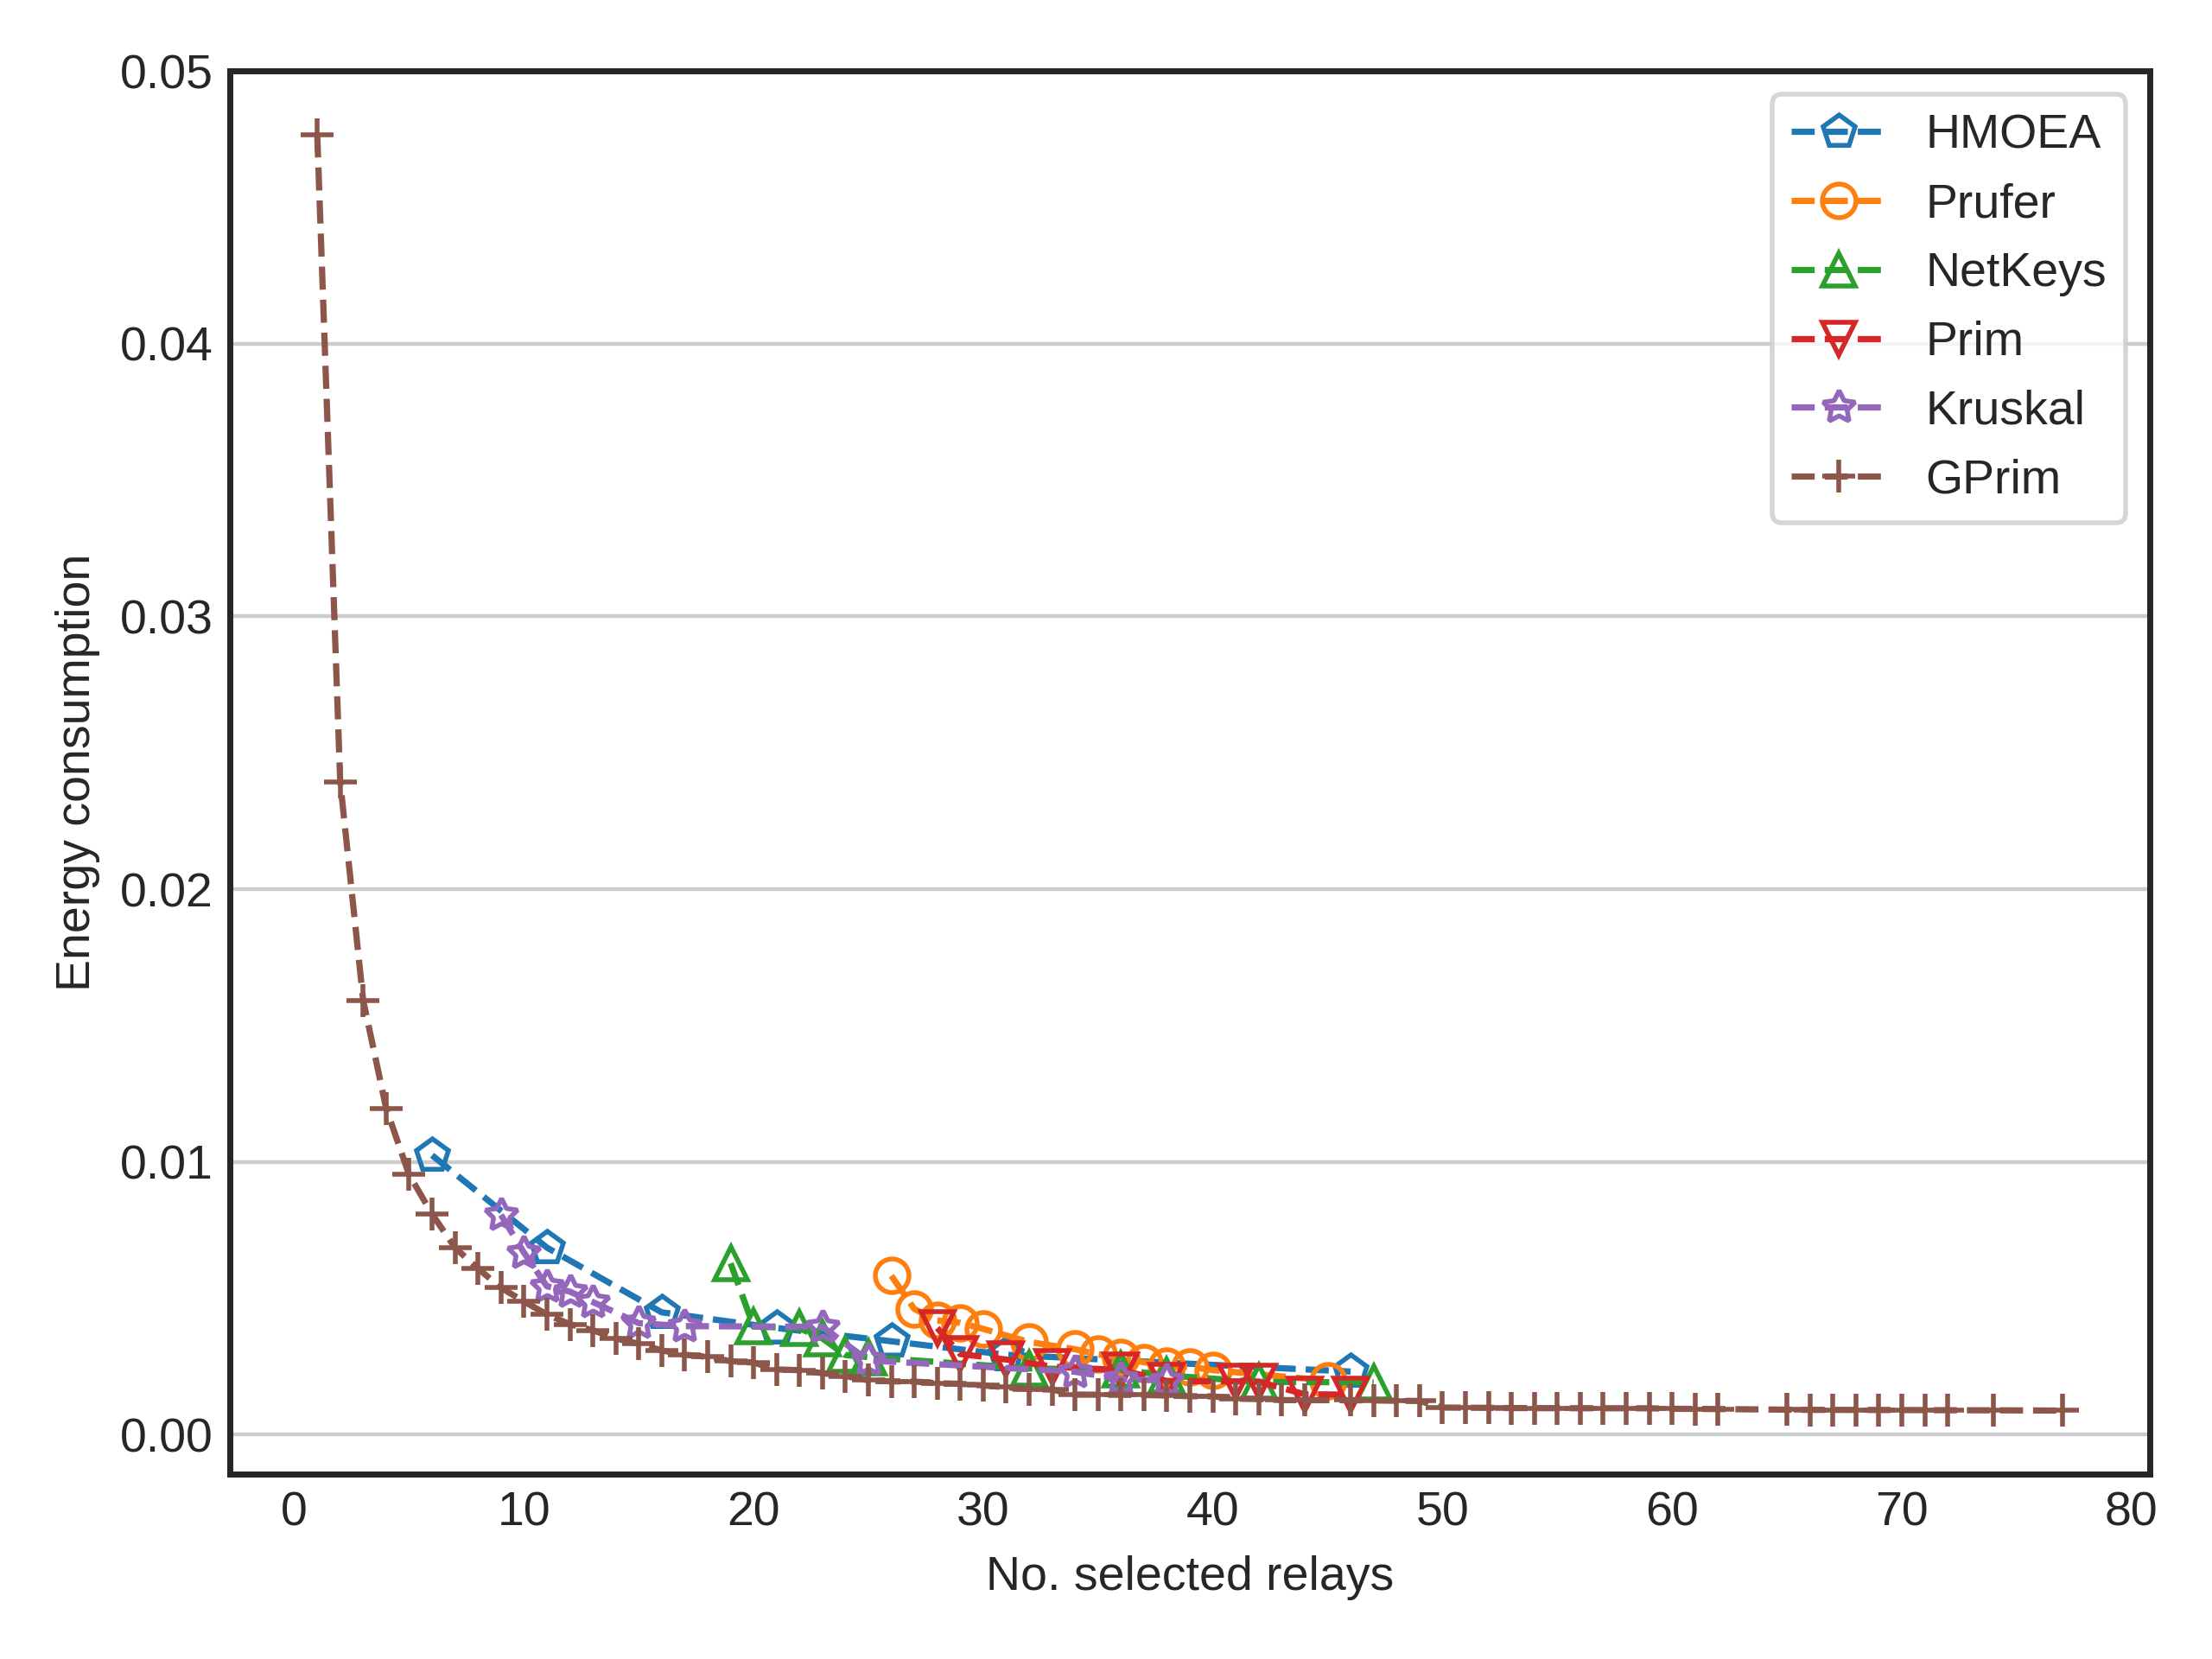 0.05
0.04
0.03
0.02
0.01
0.00
Energy consumption
HMOEA
Prufer
NetKeys
Prim
Kruskal
GPrim
0 10 20 30 40 50 60 70 80
No. selected relays